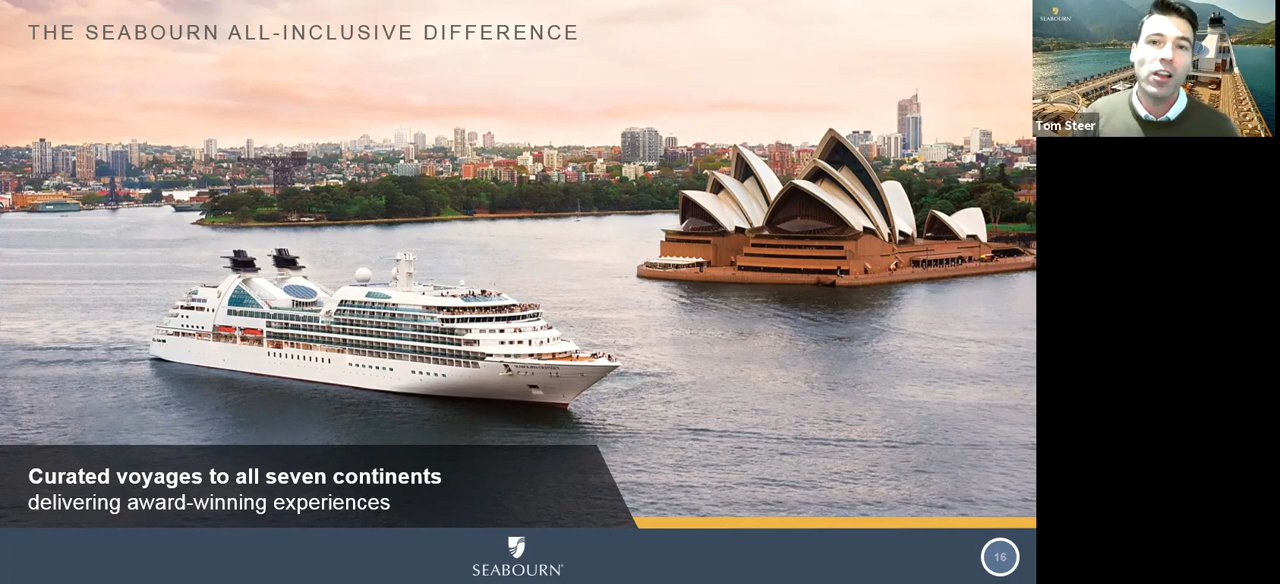 THE SEABOURN ALL-INCLUSIVE DIFFERENCE
SEABOURN
Tom Steer
Curated voyages to all seven continents
delivering award-winning experiences
SEABOURN®
16